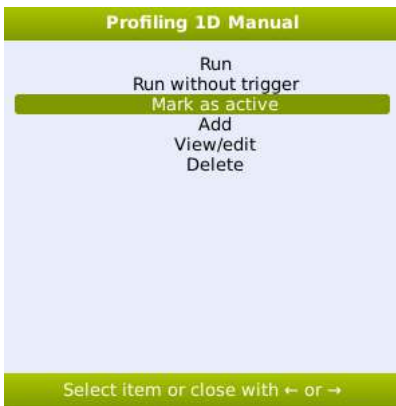 Profiling 1D Manual
Run
Run without trigger
Mark as active
Add
View/edit
Delete
Select item or close with ← or →